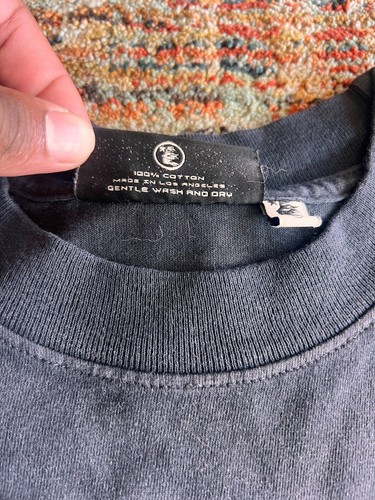 100% COTTON
MADE IN LOS ANGELES
GENTLE WASH AND DRY